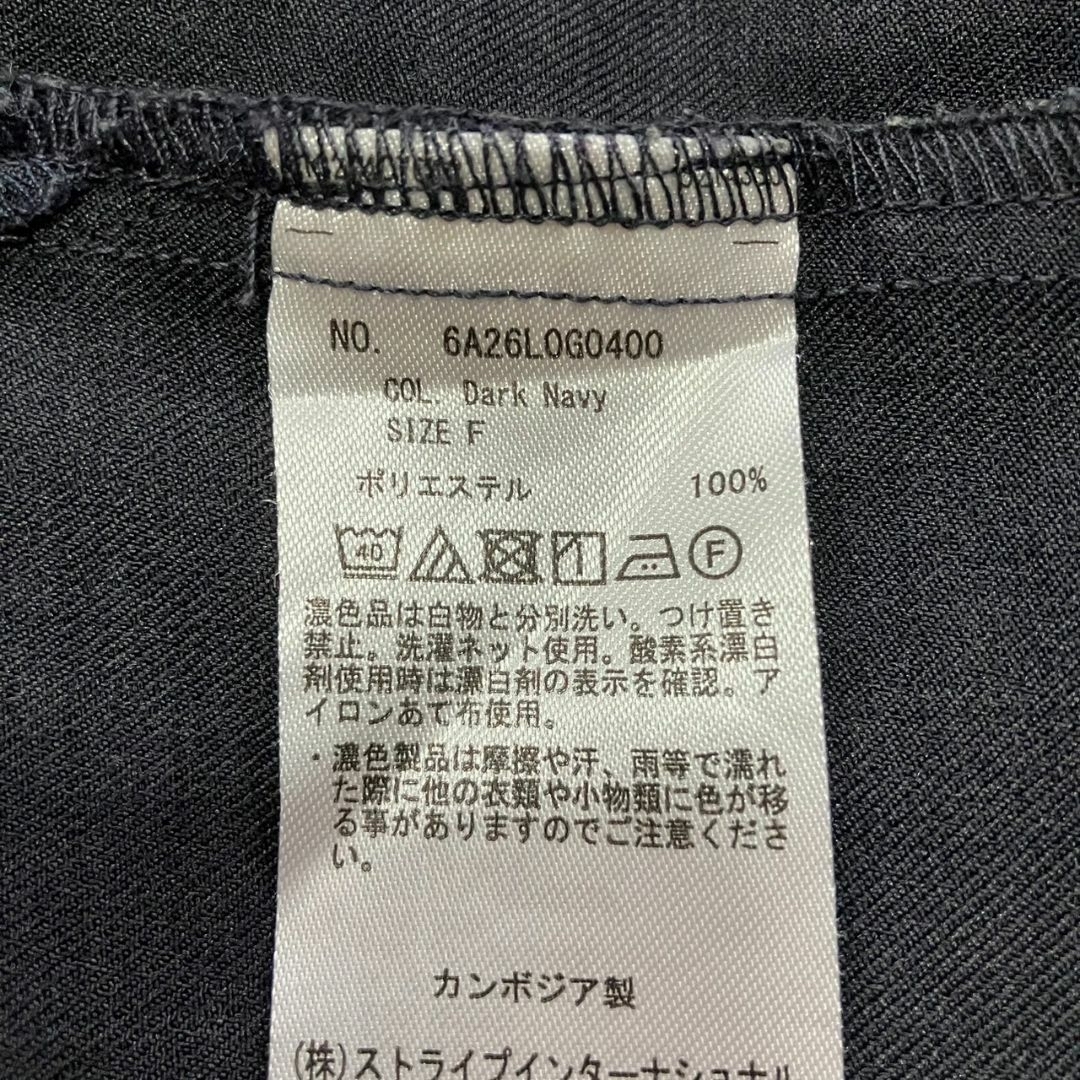 NO. 6A26L0G0400
COL. Dark Navy
SIZE F
ポリエステル 100%
40 F
濃色品は白物と分別洗い。つけ置き
禁止。洗濯ネット使用。酸素系漂白
剤使用時は漂白剤の表示を確認。ア
イロンあて布使用。
・濃色製品は摩擦や汗、雨等で濡れ
た際に他の衣類や小物類に色が移
る事がありますのでご注意くださ
い。
カンボジア製
(株)ストライプインターナショナル